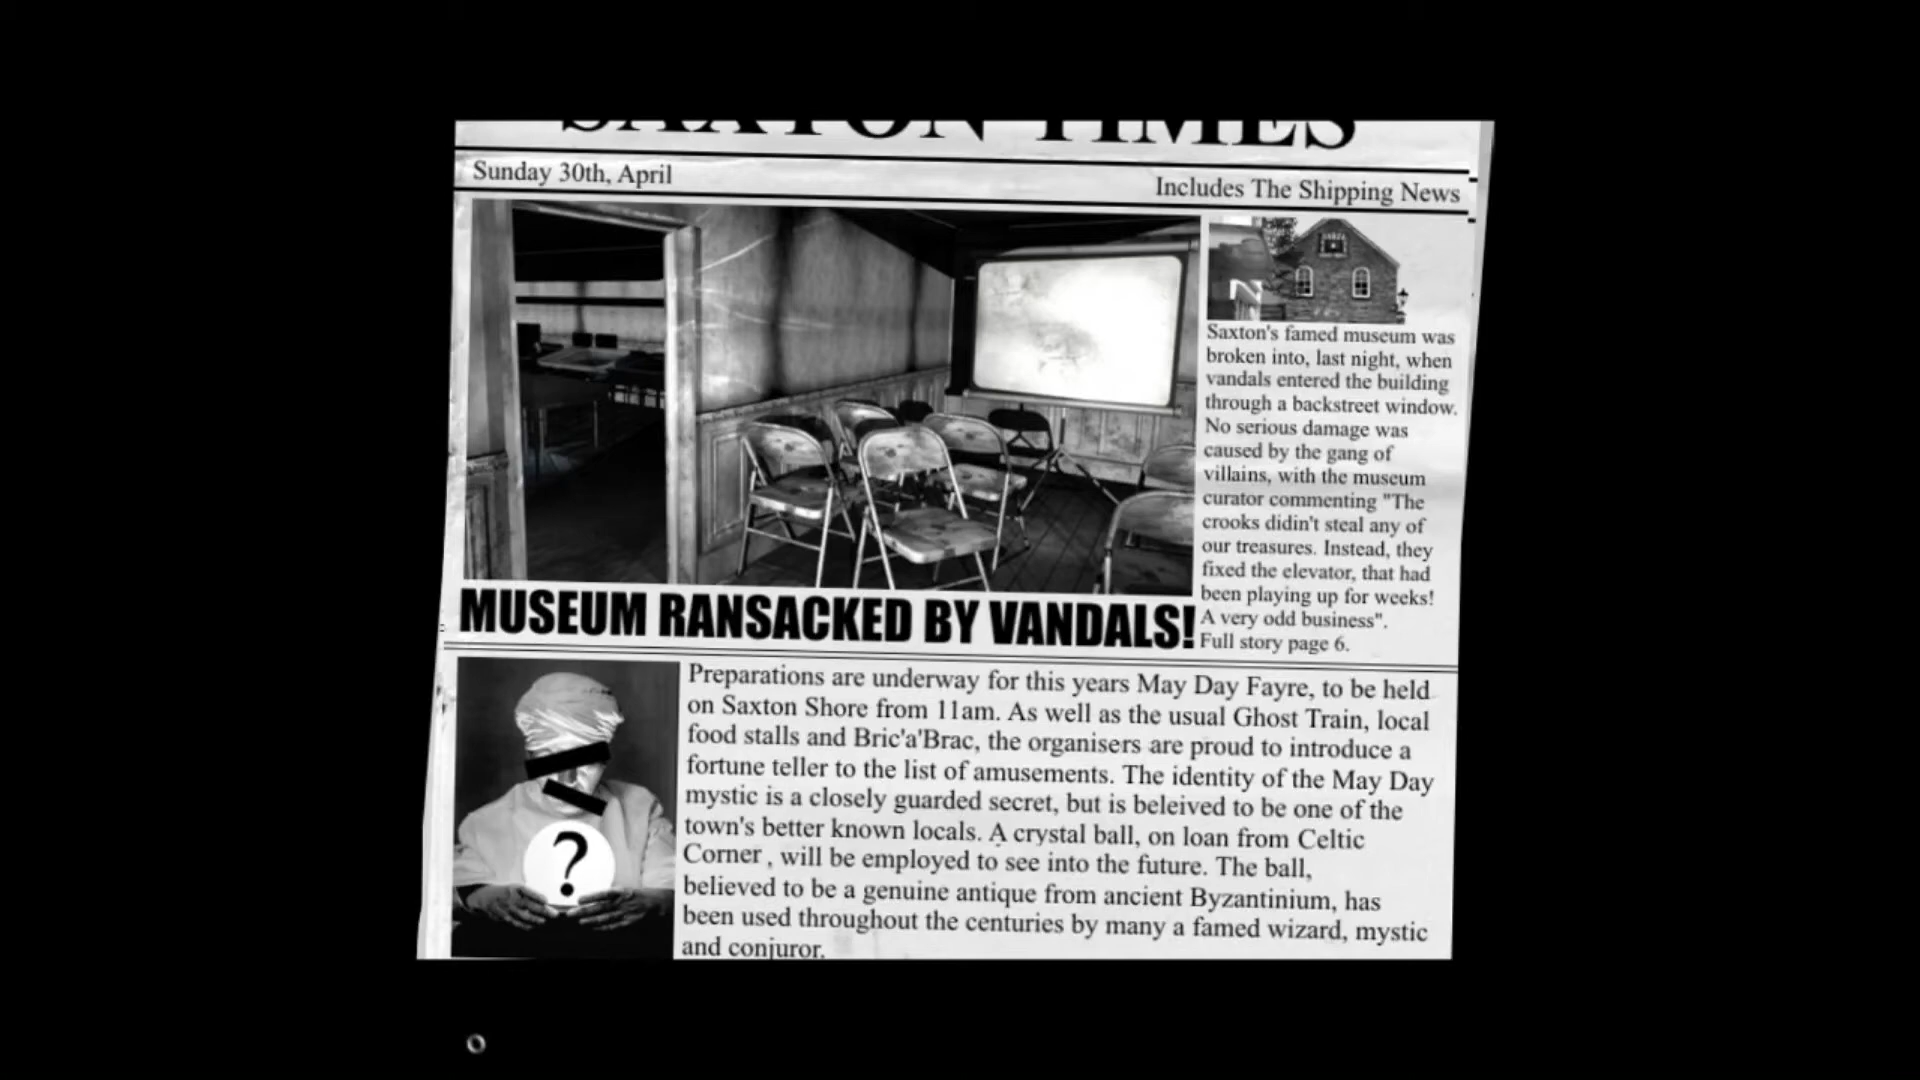 SAXTON TIMES
Sunday 30th, April
Includes The Shipping News
Saxton's famed museum was
broken into, last night, when
vandals entered the building
through a backstreet window.
No serious damage was
caused by the gang of
villains, with the museum
curator commenting "The
crooks didin't steal any of
our treasures. Instead, they
fixed the elevator, that had
been playing up for weeks!
A very odd business".
Full story page 6.
MUSEUM RANSACKED BY VANDALS!
?
Preparations are underway for this years May Day Fayre, to be held
on Saxton Shore from 11am. As well as the usual Ghost Train, local
food stalls and Bric'a'Brac, the organisers are proud to introduce a
fortune teller to the list of amusements. The identity of the May Day
mystic is a closely guarded secret, but is beleived to be one of the
town's better known locals. A crystal ball, on loan from Celtic
Corner , will be employed to see into the future. The ball,
believed to be a genuine antique from ancient Byzantinium, has
been used throughout the centuries by many a famed wizard, mystic
and conjuror.